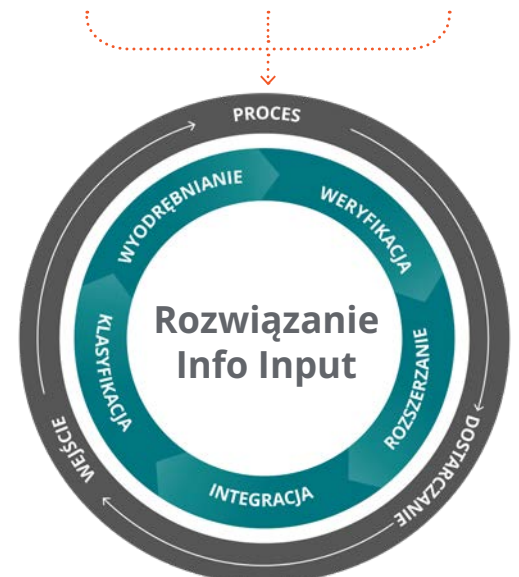 PROCES
WYODRĘBNIANIE
WERYFIKACJA
KLASYFIKACJA
Rozwiązanie
Info Input
ROZSZERZANIE
WEJŚCIE
DOSTARCZANIE
INTEGRACJA